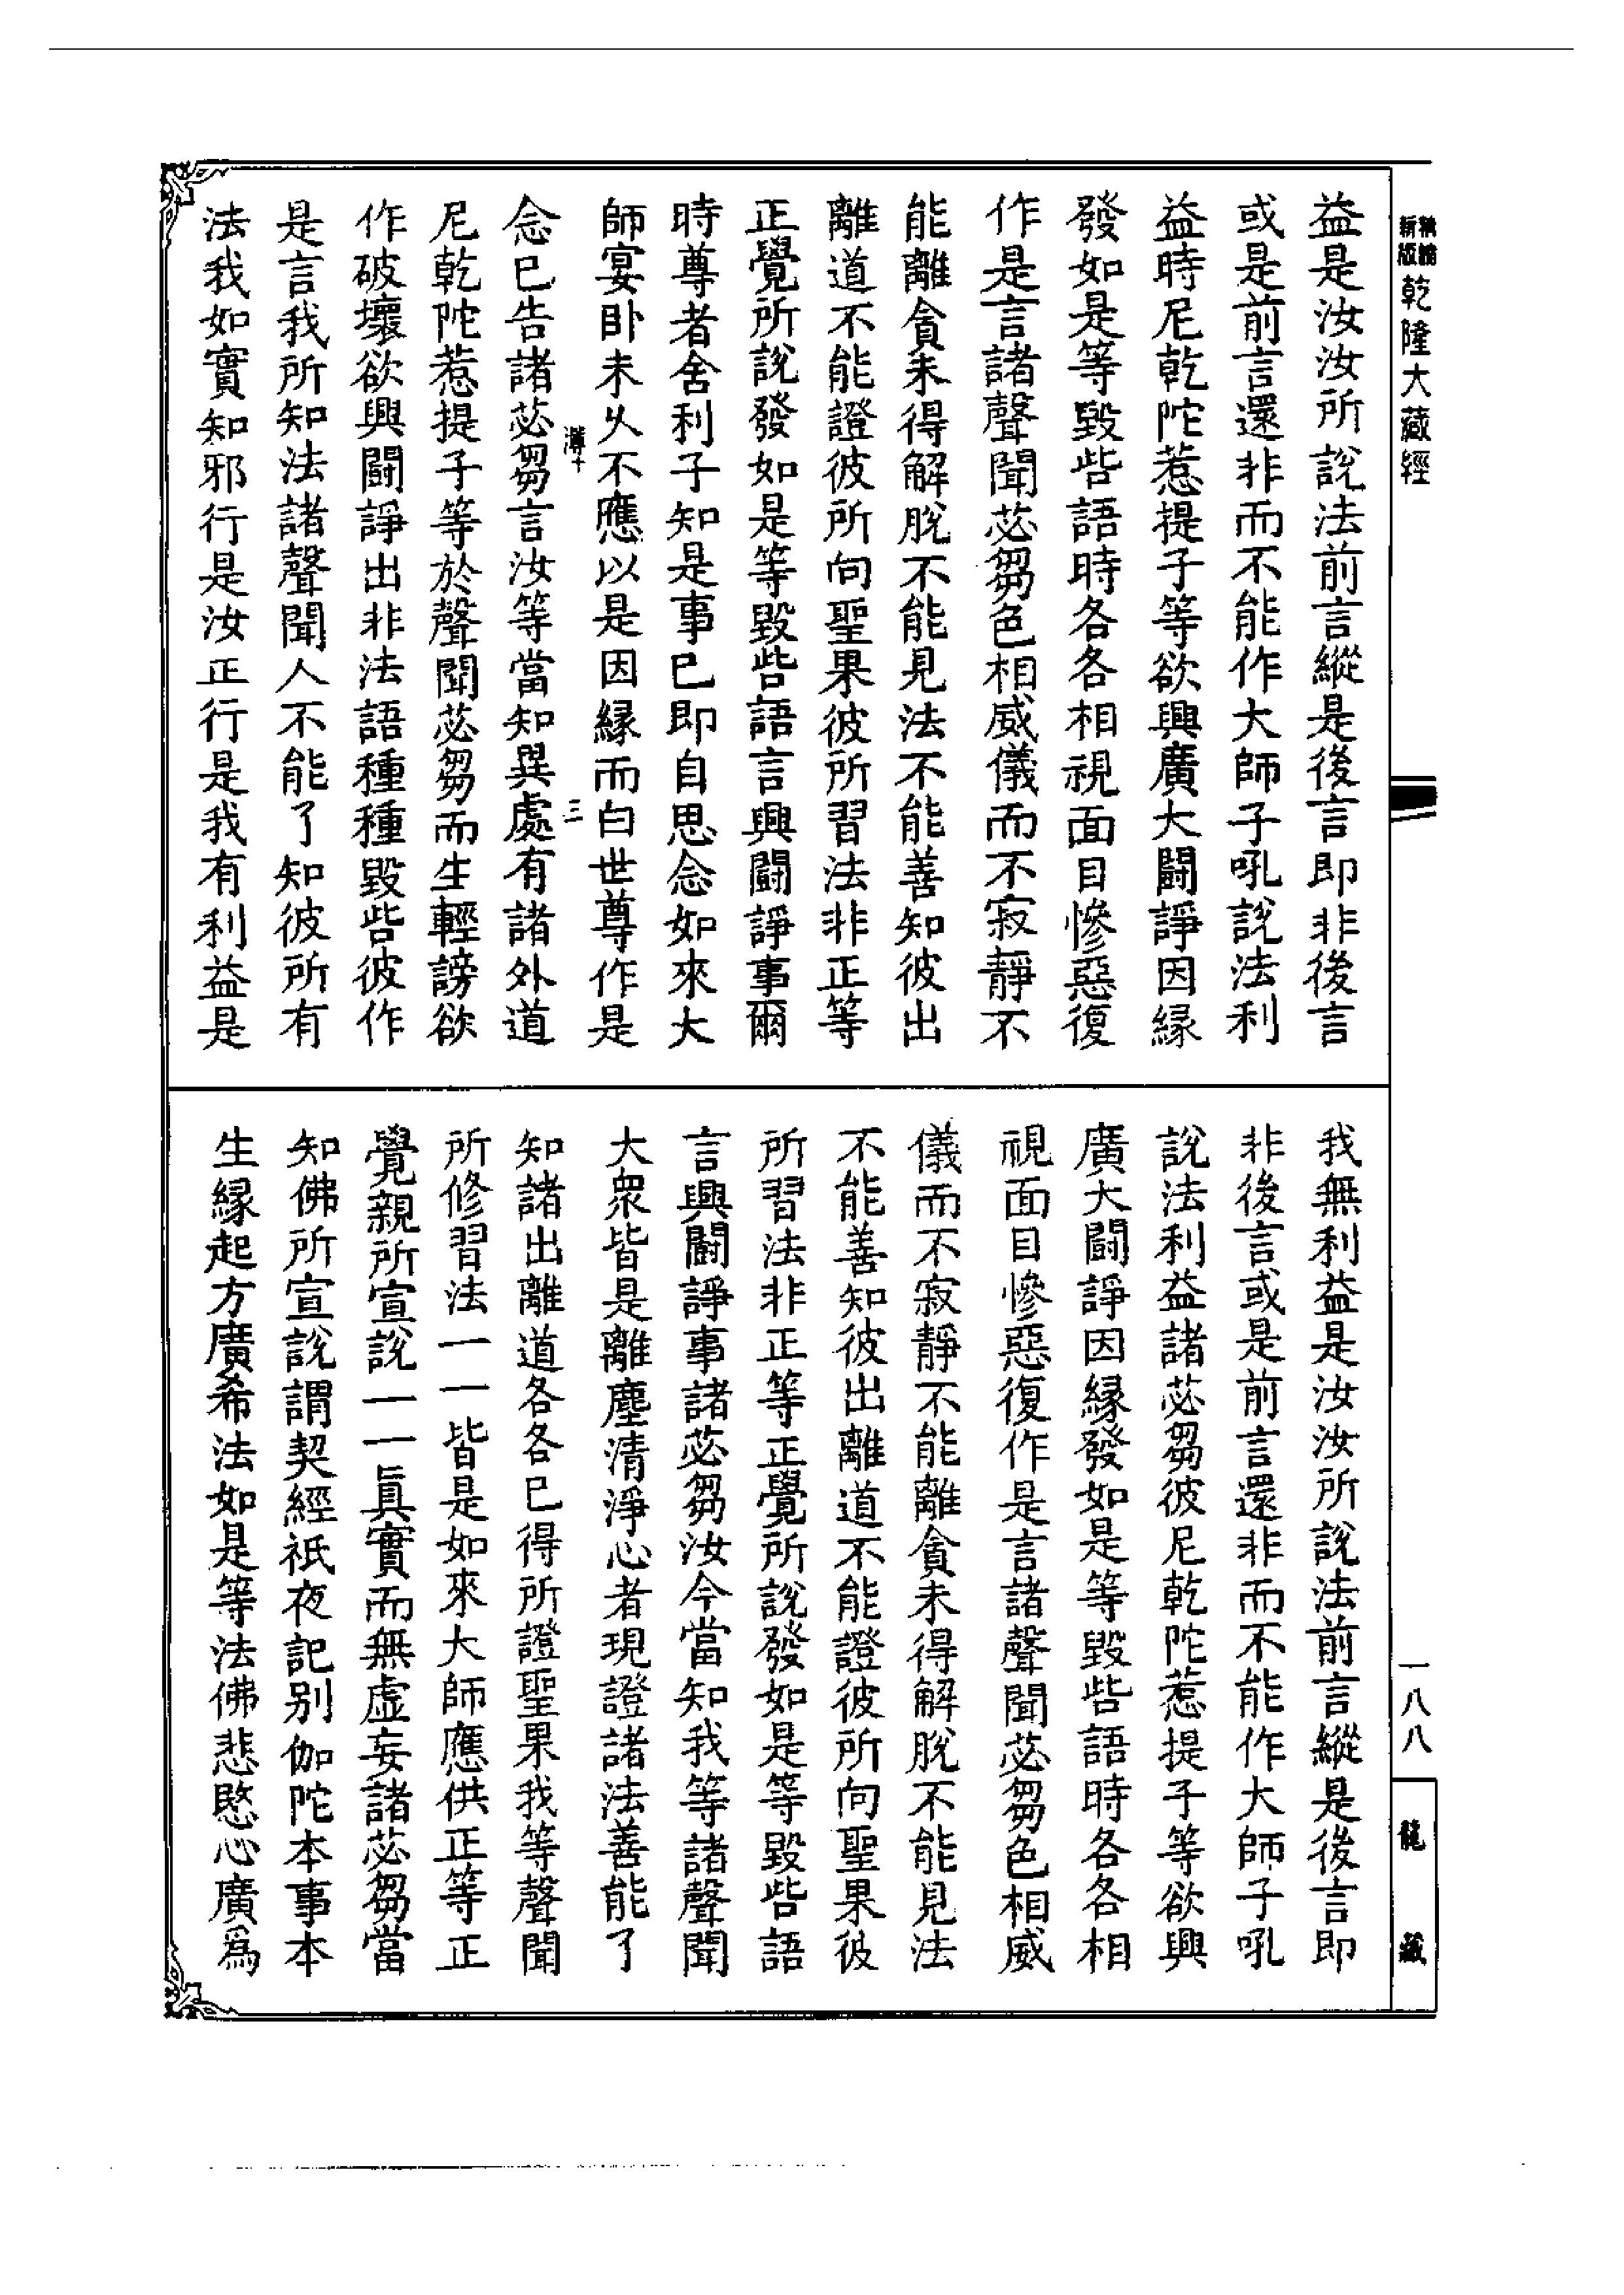 新版
精縮
乾隆大藏經
益是汝汝所說法前言縱是後言即非後言
或是前言還非而不能作大師子吼說法利
益時尼乾陀惹提子等欲興廣大鬪諍因縁
發如是等毀呰語時各各相視面目慘惡復
作是言諸聲聞苾芻色相威儀而不寂靜不
能離貪未得解脫不能見法不能善知彼出
離道不能證彼所向聖果彼所習法非正等
正覺所說發如是等毀呰語言興鬪諍事爾
時尊者舍利子知是事已即自思念如來大
師宴卧未久不應以是因縁而白世尊作是
三
念已告諸苾芻言汝等當知異處有諸外道
尼乾陀惹提子等於聲聞苾芻而生輕謗欲
作破壞欲興鬪諍出非法語種種毀呰彼作
是言我所知法諸聲聞人不能了知彼所有
法我如實知邪行是汝正行是我有利益是
我無利益是汝汝所說法前言縱是後言即
非後言或是前言還非而不能作大師子吼
說法利益諸苾芻彼尼乾陀惹提子等欲興
廣大鬪諍因縁發如是等毀呰語時各各相
視面目慘惡復作是言諸聲聞苾芻色相威
儀而不寂靜不能離貪未得解脫不能見法
不能善知彼出離道不能證彼所向聖果彼
所習法非正等正覺所說發如是等毀呰語
言興鬪諍事諸苾芻汝今當知我等諸聲聞
大衆皆是離塵清淨心者現證諸法善能了
知諸出離道各各已得所證聖果我等聲聞
所修習法一一皆是如來大師應供正等正
覺親所宣說一一真實而無虛妄諸苾芻當
知佛所宣說謂契經祇夜記别伽陀本事本
生縁起方廣希法如是等法佛悲愍心廣爲
一八八
龍藏